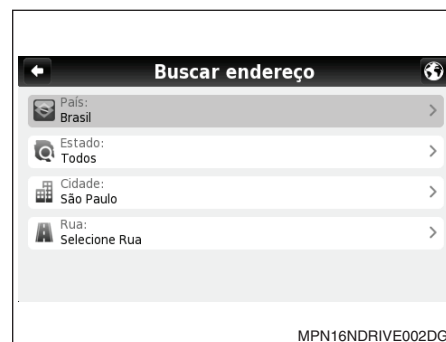 Buscar endereço
País:
Brasil
Estado:
Todos
Cidade:
São Paulo
Rua:
Selecione Rua
MPN16NDRIVE002DG